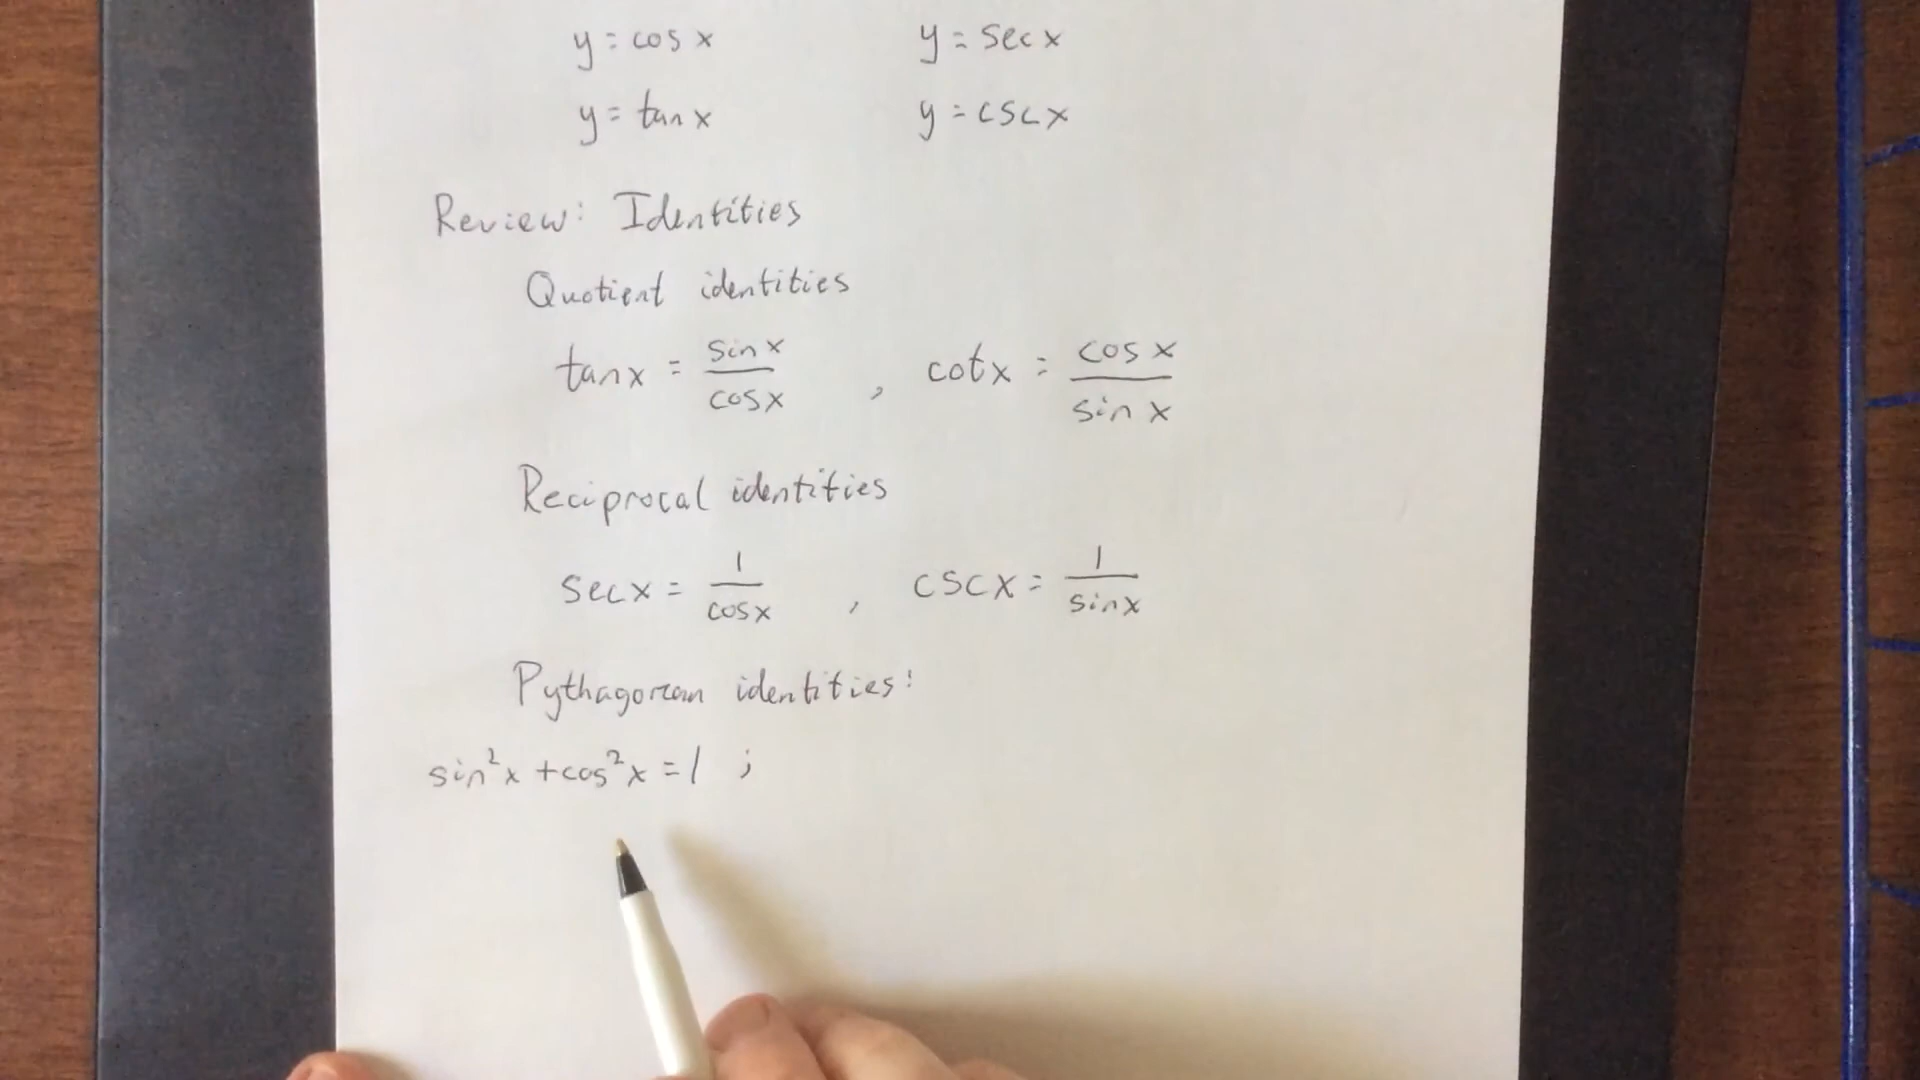 y = cos x y = sec x
y = tan x y = csc x
Review: Identities
Quotient identities
tan x = sin x / cos x , cot x = cos x / sin x
Reciprocal identities
sec x = 1 / cos x , csc x = 1 / sin x
Pythagorean identities:
sin²x + cos²x = 1 ;